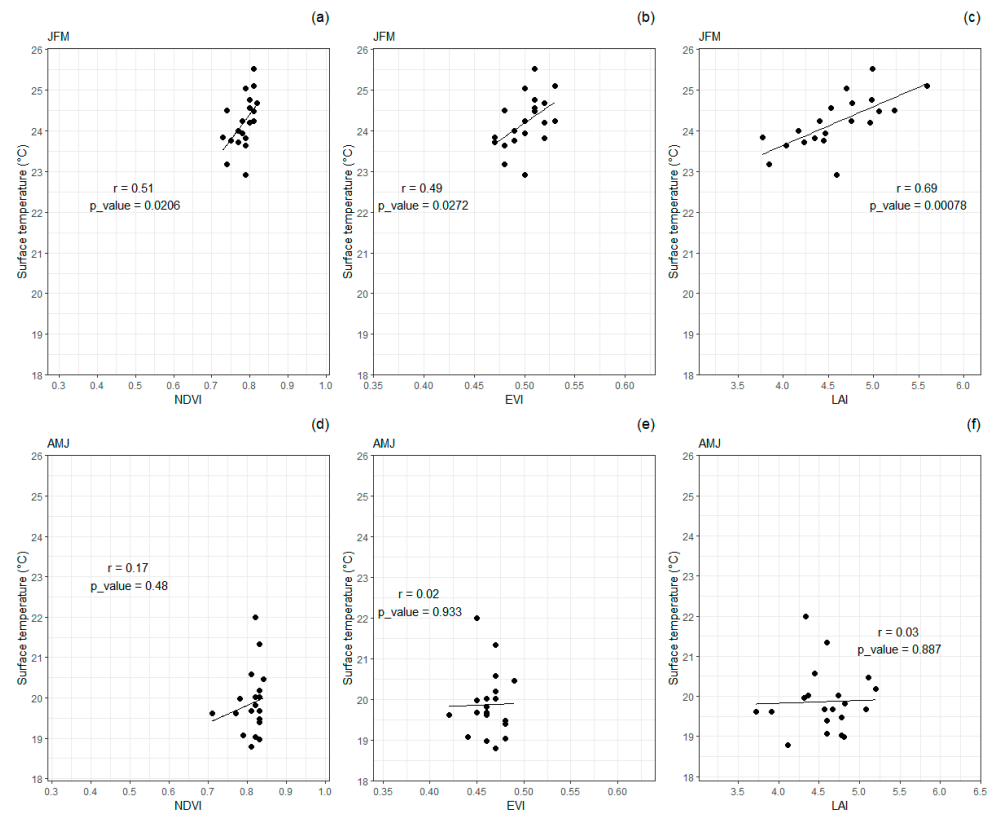 (a)
JFM
26
25
24
23
22
21
20
19
18
Surface temperature (°C)
r = 0.51
p_value = 0.0206
0.3 0.4 0.5 0.6 0.7 0.8 0.9 1.0
NDVI
(b)
JFM
26
25
24
23
22
21
20
19
18
Surface temperature (°C)
r = 0.49
p_value = 0.0272
0.35 0.40 0.45 0.50 0.55 0.60
EVI
(c)
JFM
26
25
24
23
22
21
20
19
18
Surface temperature (°C)
r = 0.69
p_value = 0.00078
3.5 4.0 4.5 5.0 5.5 6.0
LAI
(d)
AMJ
26
25
24
23
22
21
20
19
18
Surface temperature (°C)
r = 0.17
p_value = 0.48
0.3 0.4 0.5 0.6 0.7 0.8 0.9 1.0
NDVI
(e)
AMJ
26
25
24
23
22
21
20
19
18
Surface temperature (°C)
r = 0.02
p_value = 0.933
0.35 0.40 0.45 0.50 0.55 0.60
EVI
(f)
AMJ
26
25
24
23
22
21
20
19
18
Surface temperature (°C)
r = 0.03
p_value = 0.887
3.5 4.0 4.5 5.0 5.5 6.0 6.5
LAI